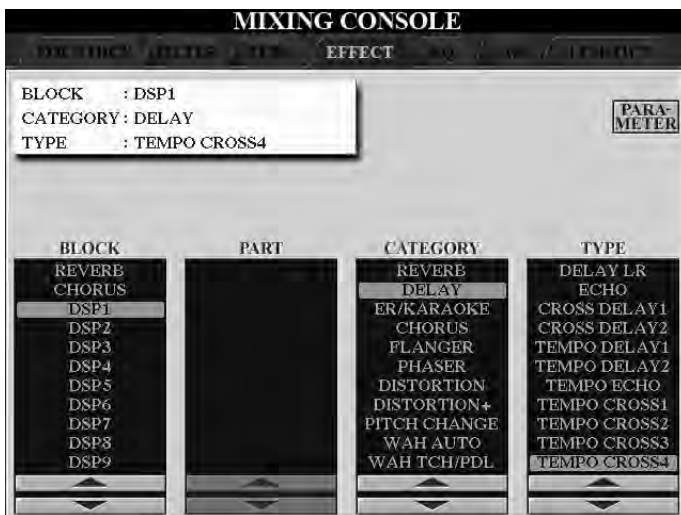 MIXING CONSOLE
EFFECT
BLOCK : DSP1
CATEGORY : DELAY
TYPE : TEMPO CROSS4
PARA-
METER
BLOCK
REVERB
CHORUS
DSP1
DSP2
DSP3
DSP4
DSP5
DSP6
DSP7
DSP8
DSP9
PART
CATEGORY
REVERB
DELAY
ER/KARAOKE
CHORUS
FLANGER
PHASER
DISTORTION
DISTORTION+
PITCH CHANGE
WAH AUTO
WAH TCH/PDL
TYPE
DELAY LR
ECHO
CROSS DELAY1
CROSS DELAY2
TEMPO DELAY1
TEMPO DELAY2
TEMPO ECHO
TEMPO CROSS1
TEMPO CROSS2
TEMPO CROSS3
TEMPO CROSS4